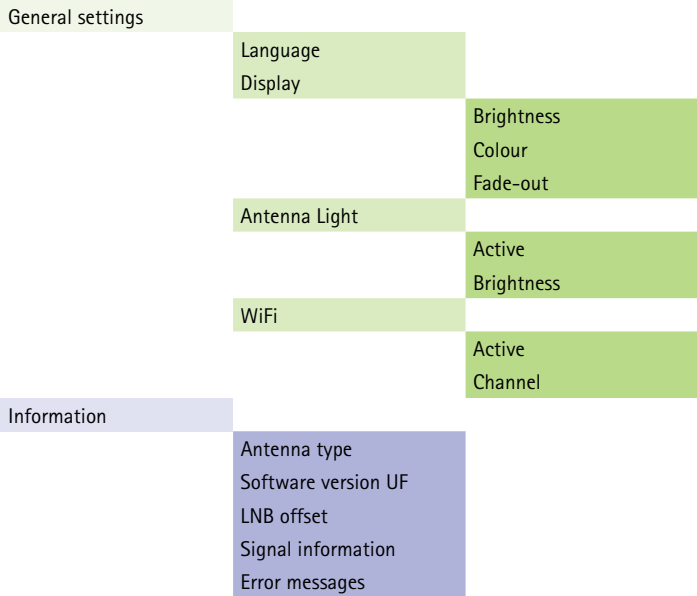 General settings
Language
Display
Brightness
Colour
Fade-out
Antenna Light
Active
Brightness
WiFi
Active
Channel
Information
Antenna type
Software version UF
LNB offset
Signal information
Error messages